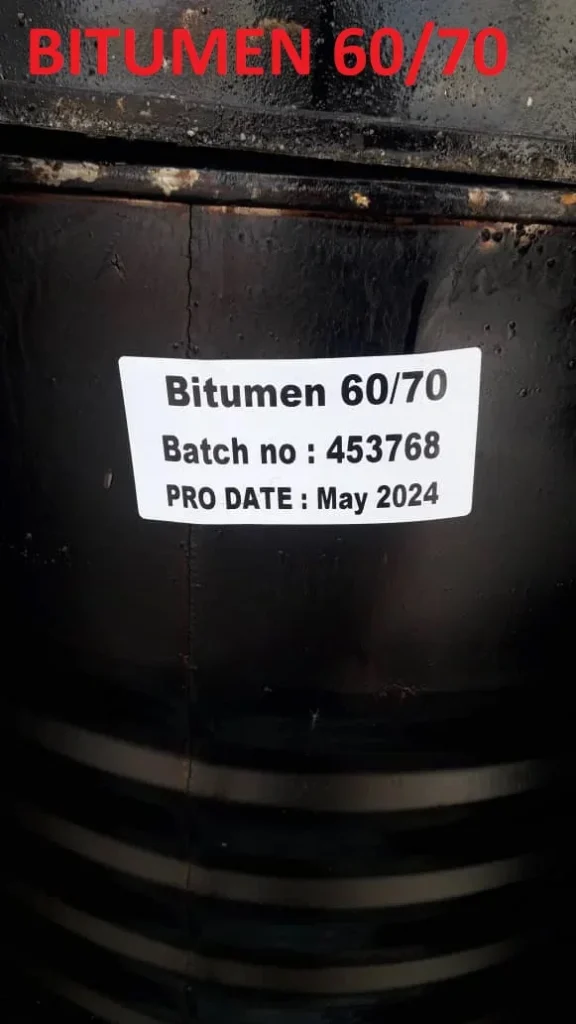 BITUMEN 60/70
Bitumen 60/70
Batch no : 453768
PRO DATE : May 2024